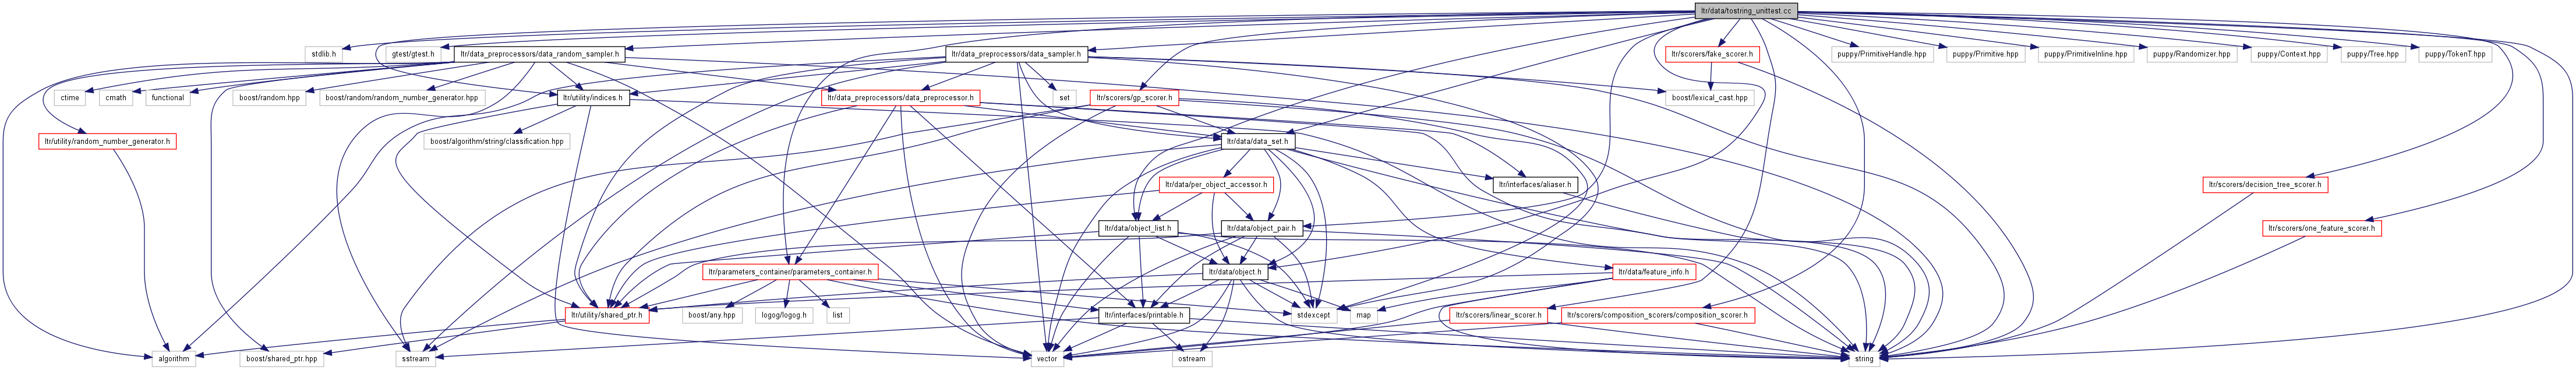 ltr/data/tostring_unittest.cc
stdlib.h
gtest/gtest.h
ltr/data_preprocessors/data_random_sampler.h
ltr/data_preprocessors/data_sampler.h
ltr/scorers/fake_scorer.h
puppy/PrimitiveHandle.hpp
puppy/Primitive.hpp
puppy/PrimitiveInline.hpp
puppy/Randomizer.hpp
puppy/Context.hpp
puppy/Tree.hpp
puppy/TokenT.hpp
ctime
cmath
functional
boost/random.hpp
boost/random/random_number_generator.hpp
ltr/utility/indices.h
ltr/data_preprocessors/data_preprocessor.h
set
ltr/scorers/gp_scorer.h
boost/lexical_cast.hpp
ltr/utility/random_number_generator.h
boost/algorithm/string/classification.hpp
ltr/data/data_set.h
ltr/data/per_object_accessor.h
ltr/interfaces/aliaser.h
ltr/scorers/decision_tree_scorer.h
ltr/data/object_list.h
ltr/data/object_pair.h
ltr/scorers/one_feature_scorer.h
ltr/parameters_container/parameters_container.h
ltr/data/object.h
ltr/data/feature_info.h
ltr/utility/shared_ptr.h
boost/any.hpp
logog/logog.h
list
ltr/interfaces/printable.h
stdexcept
map
ltr/scorers/linear_scorer.h
ltr/scorers/composition_scorers/composition_scorer.h
algorithm
boost/shared_ptr.hpp
sstream
vector
ostream
string